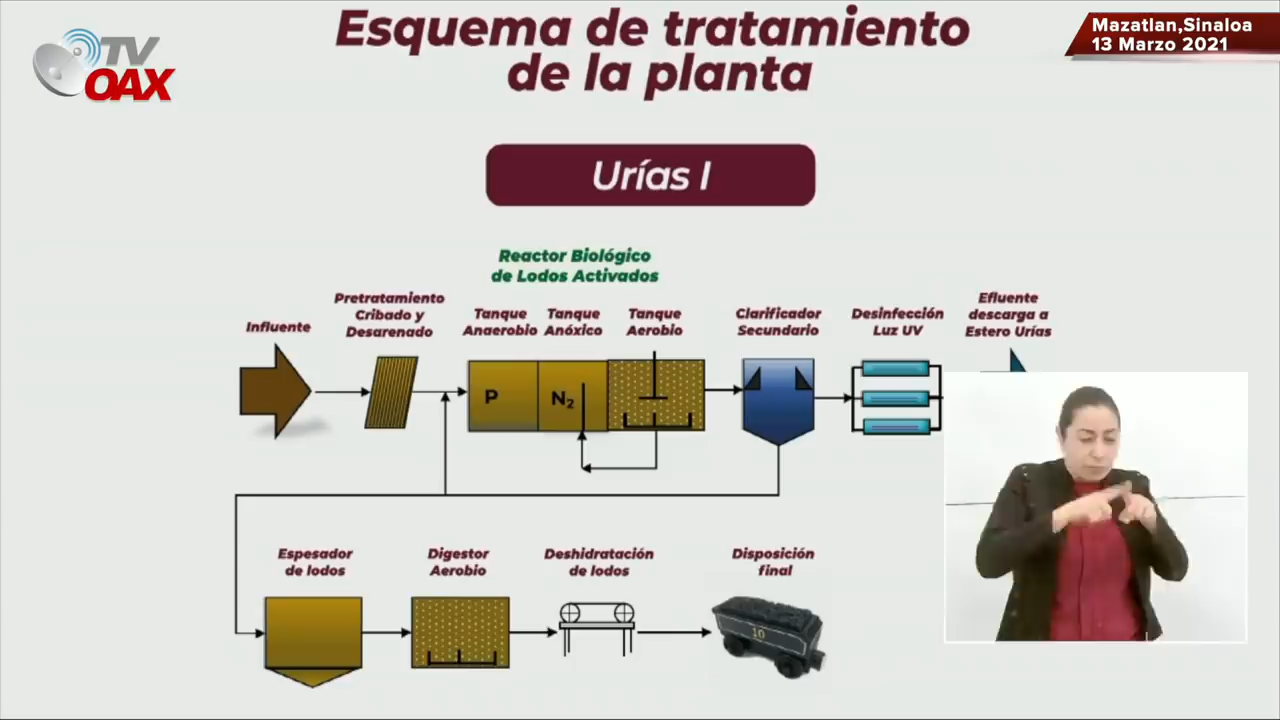 TV
OAX
Mazatlan,Sinaloa
13 Marzo 2021
Esquema de tratamiento
de la planta
Urías I
Reactor Biológico
de Lodos Activados
Influente
Pretratamiento
Cribado y
Desarenado
Tanque
Anaerobio
Tanque
Anóxico
Tanque
Aerobio
Clarificador
Secundario
Desinfección
Luz UV
Efluente
descarga a
Estero Urías
P
N₂
Espesador
de lodos
Digestor
Aerobio
Deshidratación
de lodos
Disposición
final
10